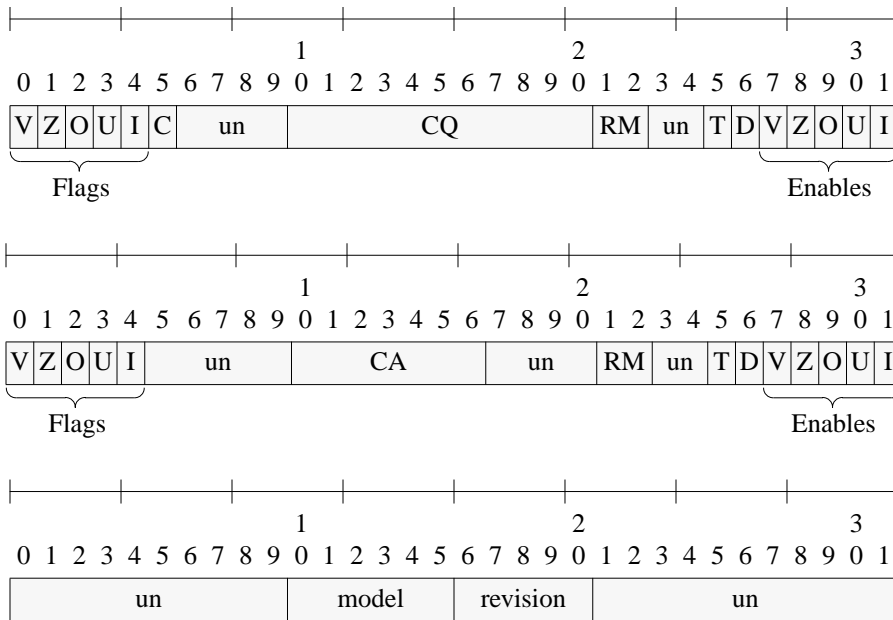 1 2 3
0 1 2 3 4 5 6 7 8 9 0 1 2 3 4 5 6 7 8 9 0 1 2 3 4 5 6 7 8 9 0 1
V Z O U I C un CQ RM un T D V Z O U I
Flags Enables
1 2 3
0 1 2 3 4 5 6 7 8 9 0 1 2 3 4 5 6 7 8 9 0 1 2 3 4 5 6 7 8 9 0 1
V Z O U I un CA un RM un T D V Z O U I
Flags Enables
1 2 3
0 1 2 3 4 5 6 7 8 9 0 1 2 3 4 5 6 7 8 9 0 1 2 3 4 5 6 7 8 9 0 1
un model revision un